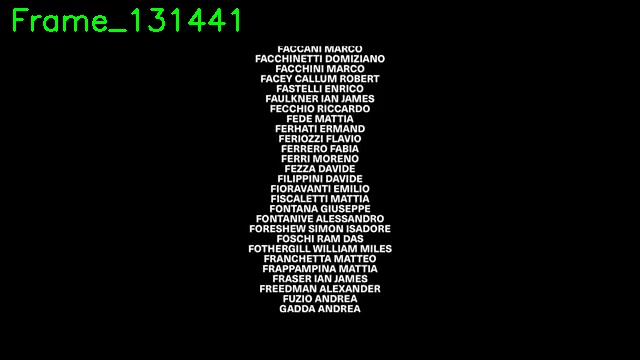 Frame_131441
FACCANI MARCO
FACCHINETTI DOMIZIANO
FACCHINI MARCO
FACEY CALLUM ROBERT
FASTELLI ENRICO
FAULKNER IAN JAMES
FECCHIO RICCARDO
FEDE MATTIA
FERHATI ERMAND
FERIOZZI FLAVIO
FERRERO FABIA
FERRI MORENO
FEZZA DAVIDE
FILIPPINI DAVIDE
FIORAVANTI EMILIO
FISCALETTI MATTIA
FONTANA GIUSEPPE
FONTANIVE ALESSANDRO
FORESHEW SIMON ISADORE
FOSCHI RAM DAS
FOTHERGILL WILLIAM MILES
FRANCHETTA MATTEO
FRAPPAMPINA MATTIA
FRASER IAN JAMES
FREEDMAN ALEXANDER
FUZIO ANDREA
GADDA ANDREA